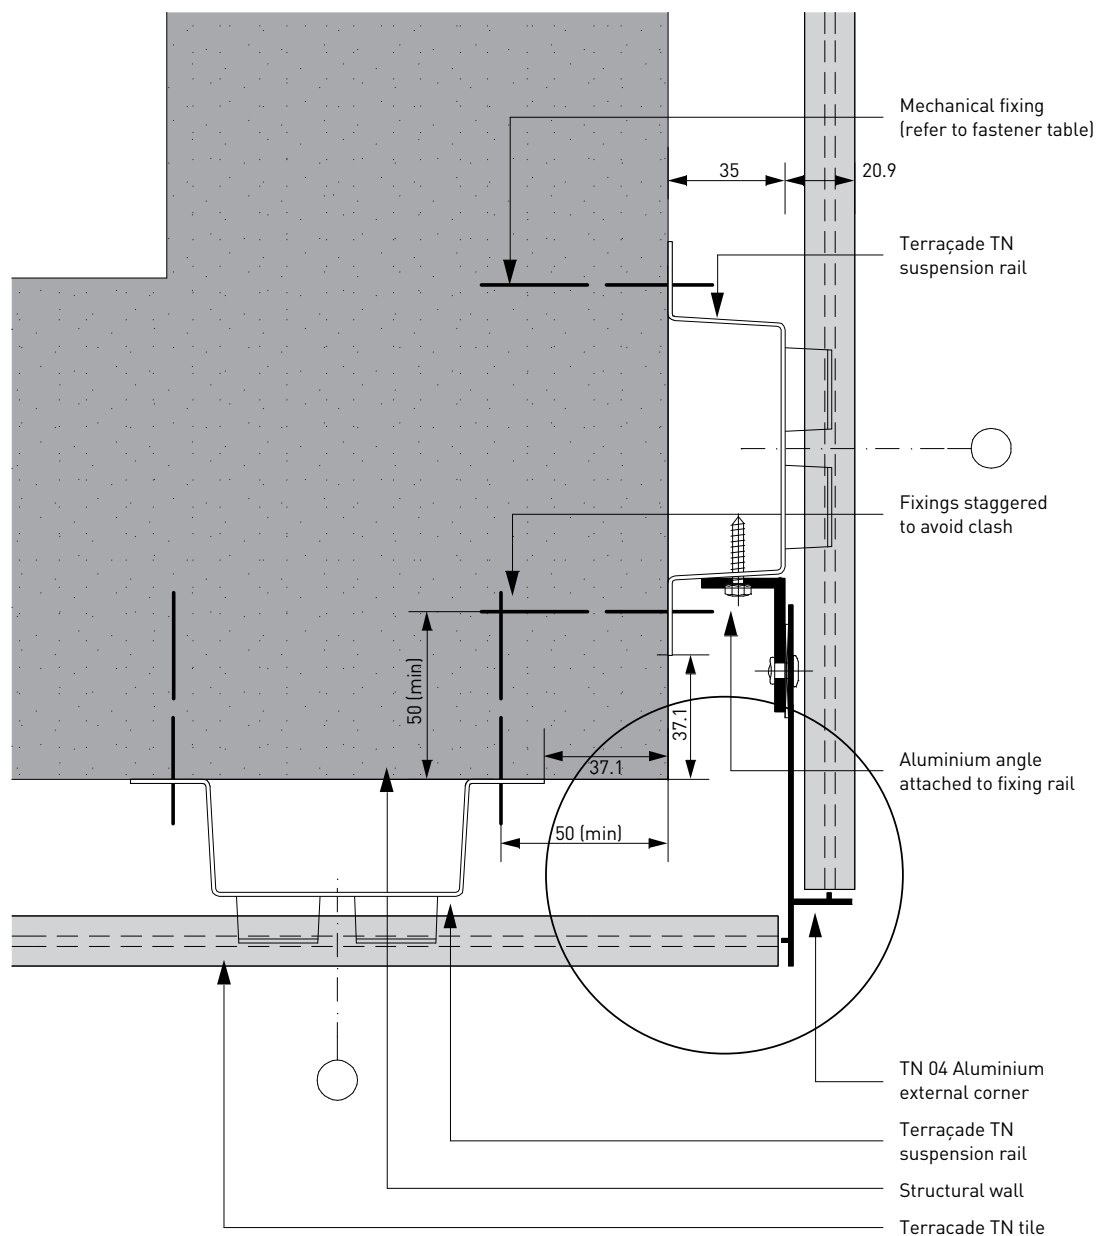 Mechanical fixing
(refer to fastener table)
35
20.9
Terraçade TN
suspension rail
Fixings staggered
to avoid clash
50 (min)
37.1
37.1
Aluminium angle
attached to fixing rail
50 (min)
TN 04 Aluminium
external corner
Terraçade TN
suspension rail
Structural wall
Terracade TN tile